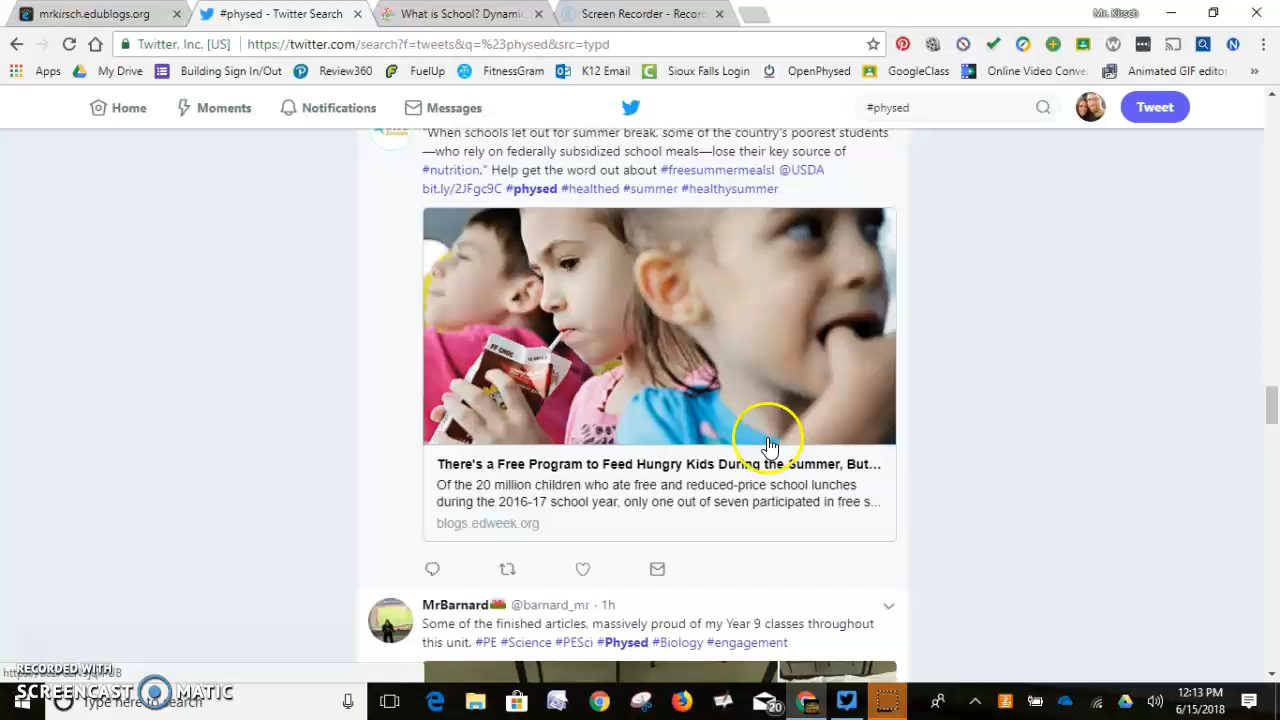 mrkirsch.edublogs.org
#physed - Twitter Search
What is School? Dynamic
Screen Recorder - Recor
Mr. Kirsch
Twitter, Inc. [US]
https://twitter.com/search?f=tweets&q=%23physed&src=typd
Apps
My Drive
Building Sign In/Out
Review360
FuelUp
FitnessGram
K12 Email
Sioux Falls Login
OpenPhysed
GoogleClass
Online Video Conve
Animated GIF editor
Home
Moments
Notifications
Messages
#physed
Tweet
"When schools let out for summer break, some of the country's poorest students
—who rely on federally subsidized school meals—lose their key source of
#nutrition." Help get the word out about #freesummermeals! @USDA
bit.ly/2JFgc9C #physed #healthed #summer #healthysummer
FF CHOC
There's a Free Program to Feed Hungry Kids During the Summer, But...
Of the 20 million children who ate free and reduced-price school lunches
during the 2016-17 school year, only one out of seven participated in free s...
blogs.edweek.org
MrBarnard @barnard_mr · 1h
Some of the finished articles, massively proud of my Year 9 classes throughout
this unit. #PE #Science #PESci #Physed #Biology #engagement
RECORDED WITH
SCREENCAST MATIC
Type here to search
20
12:13 PM
6/15/2018